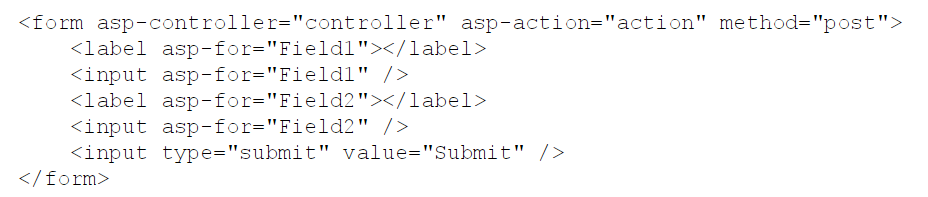 <form asp-controller="controller" asp-action="action" method="post">
    <label asp-for="Field1"></label>
    <input asp-for="Field1" />
    <label asp-for="Field2"></label>
    <input asp-for="Field2" />
    <input type="submit" value="Submit" />
</form>